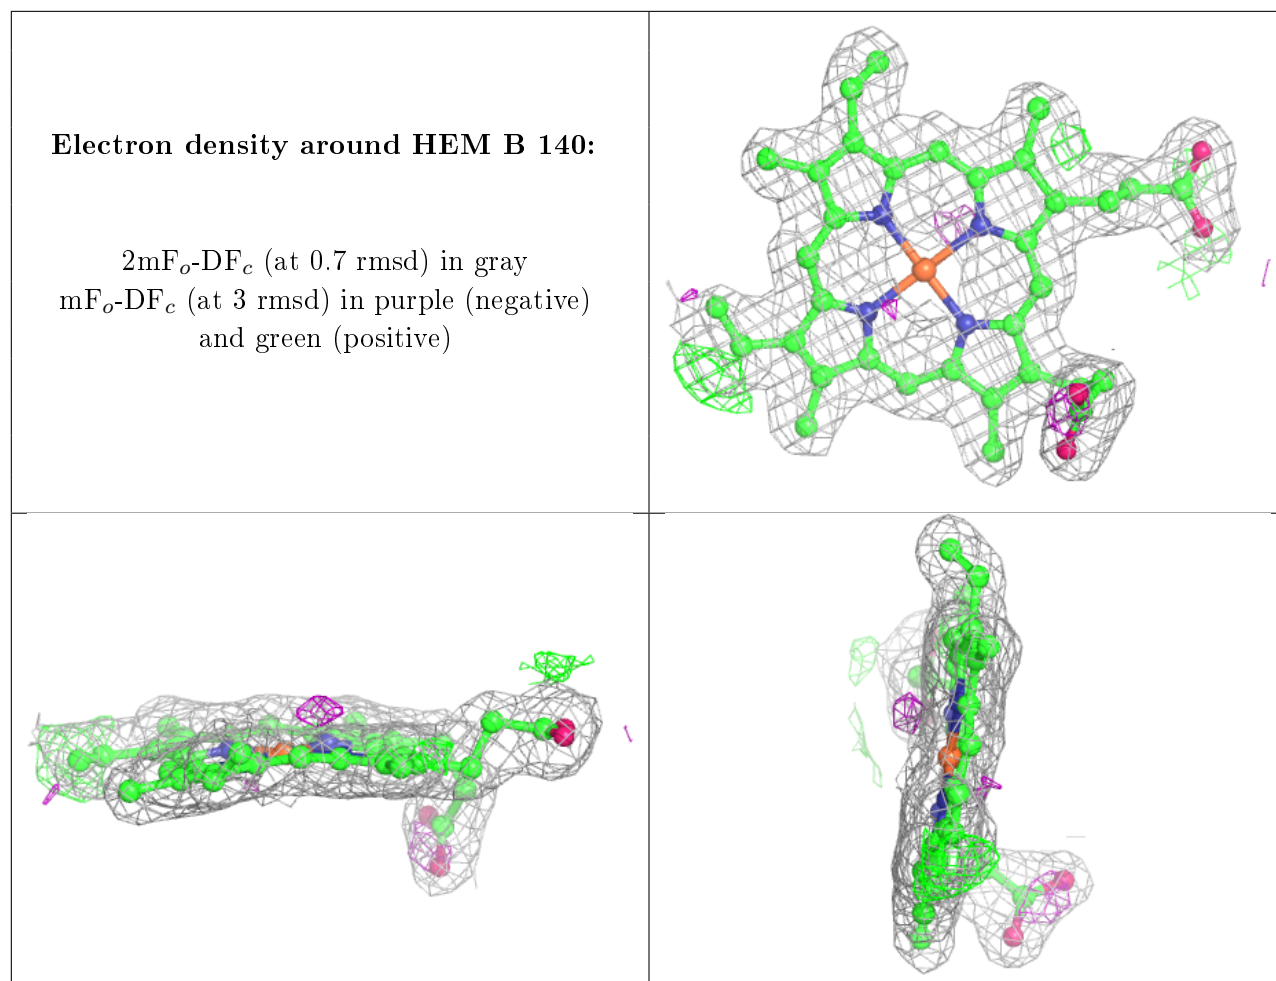 Electron density around HEM B 140:
2mFo-DFc (at 0.7 rmsd) in gray
mFo-DFc (at 3 rmsd) in purple (negative)
and green (positive)